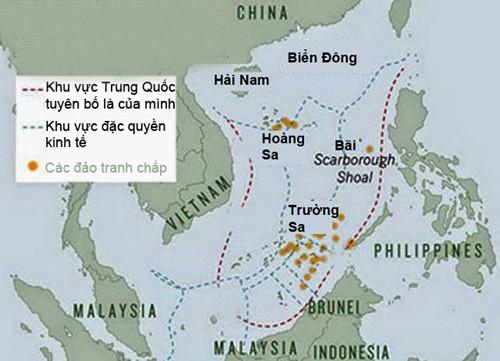 CHINA
Biển Đông
Hải Nam
Khu vực Trung Quốc
tuyên bố là của mình
Khu vực đặc quyền
kinh tế
Các đảo tranh chấp
Hoàng
Sa
Bãi
Scarborough
Shoal
Trường
Sa
VIETNAM
PHILIPPINES
MALAYSIA
BRUNEI
MALAYSIA
INDONESIA